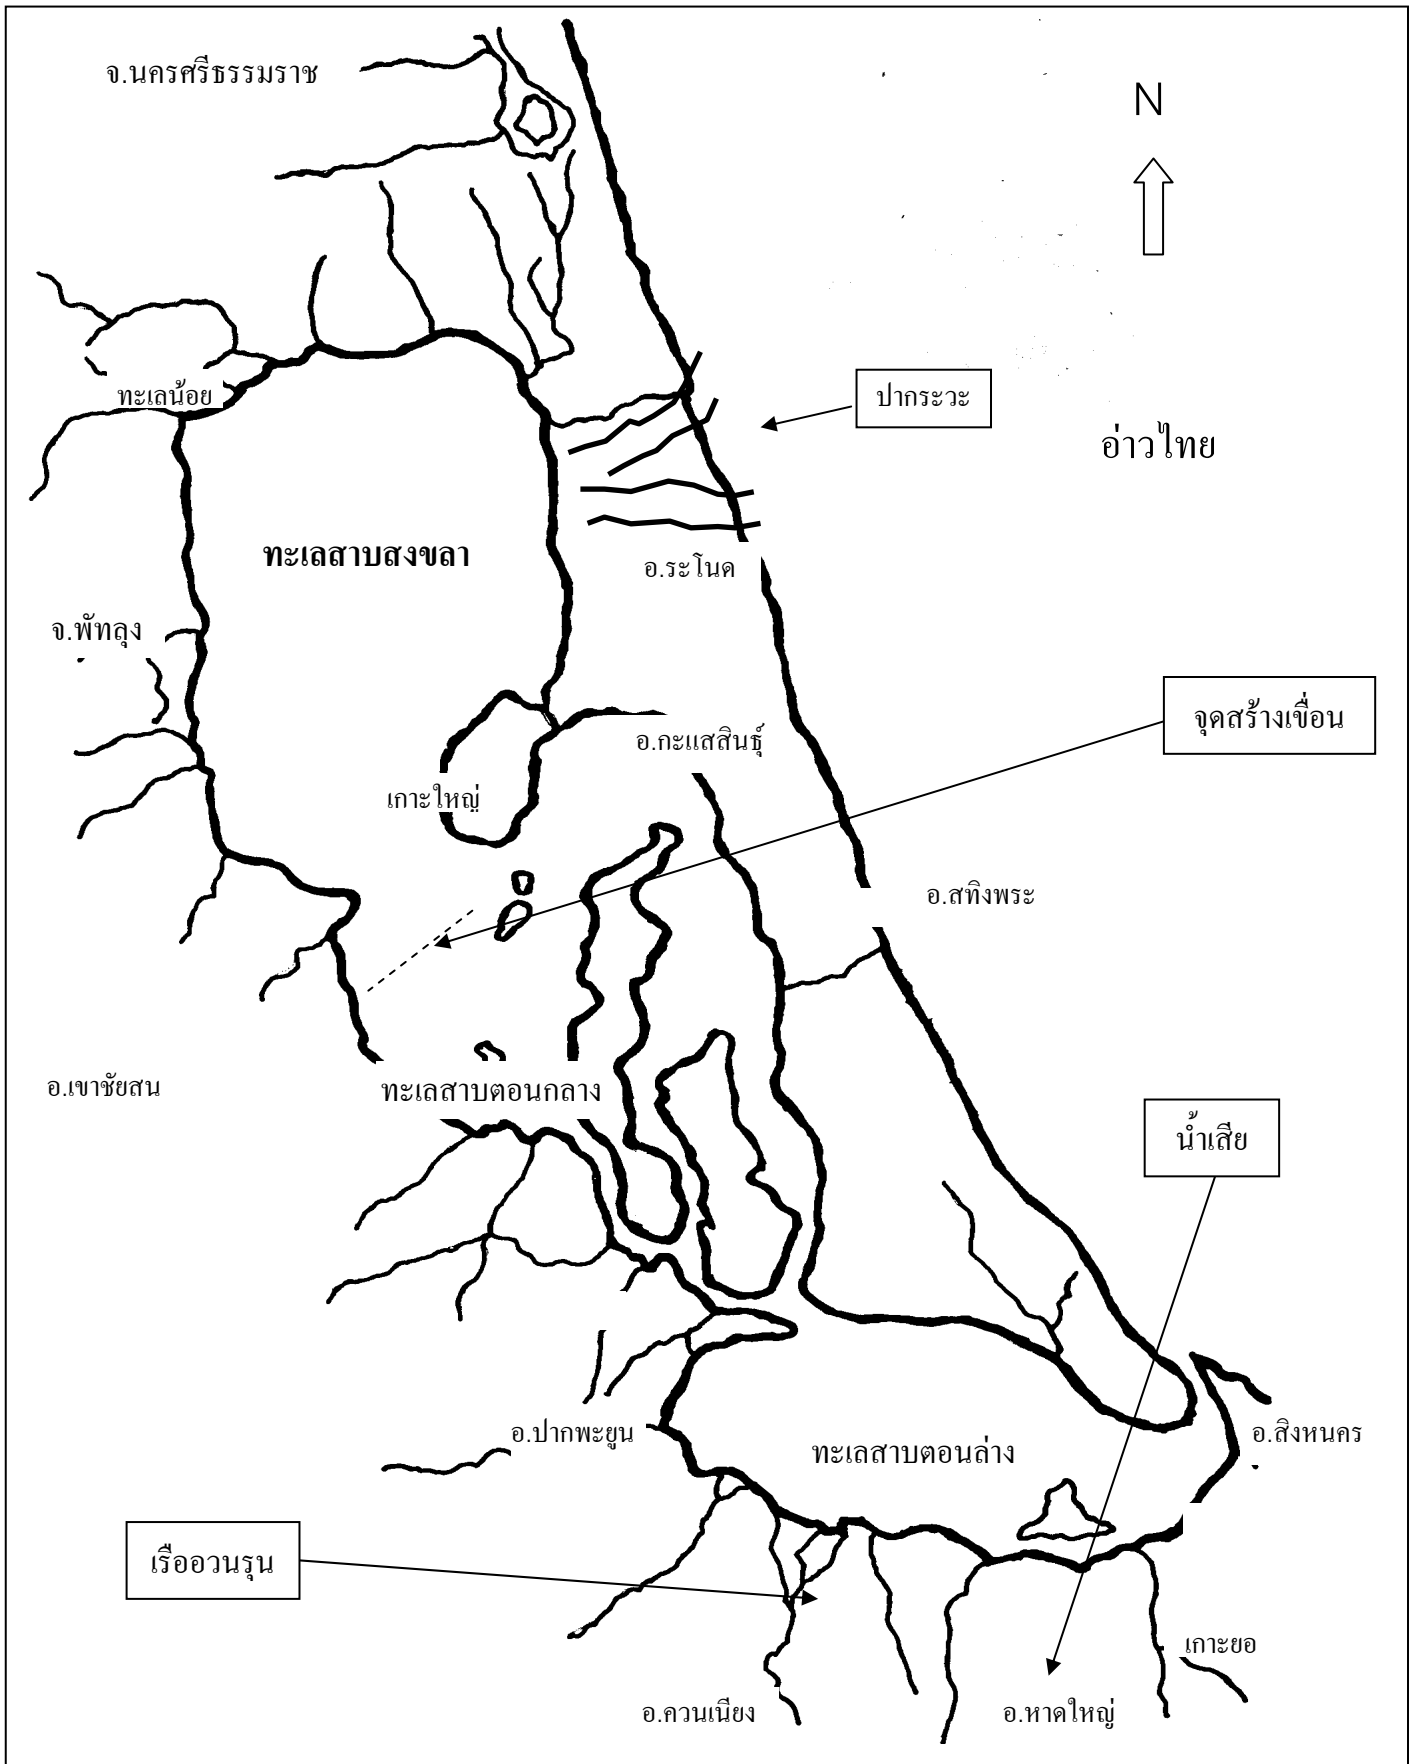 จ.นครศรีธรรมราช
N
ทะเลน้อย
ปากระวะ
อ่าวไทย
ทะเลสาบสงขลา
อ.ระโนด
จ.พัทลุง
จุดสร้างเขื่อน
อ.กะแสสินธุ์
เกาะใหญ่
อ.สทิงพระ
อ.เขาชัยสน
ทะเลสาบตอนกลาง
น้ำเสีย
อ.ปากพะยูน
ทะเลสาบตอนล่าง
อ.สิงหนคร
เรืออวนรุน
เกาะยอ
อ.ควนเนียง
อ.หาดใหญ่